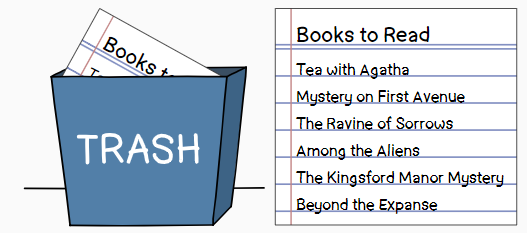 Books t
T
TRASH
Books to Read
Tea with Agatha
Mystery on First Avenue
The Ravine of Sorrows
Among the Aliens
The Kingsford Manor Mystery
Beyond the Expanse